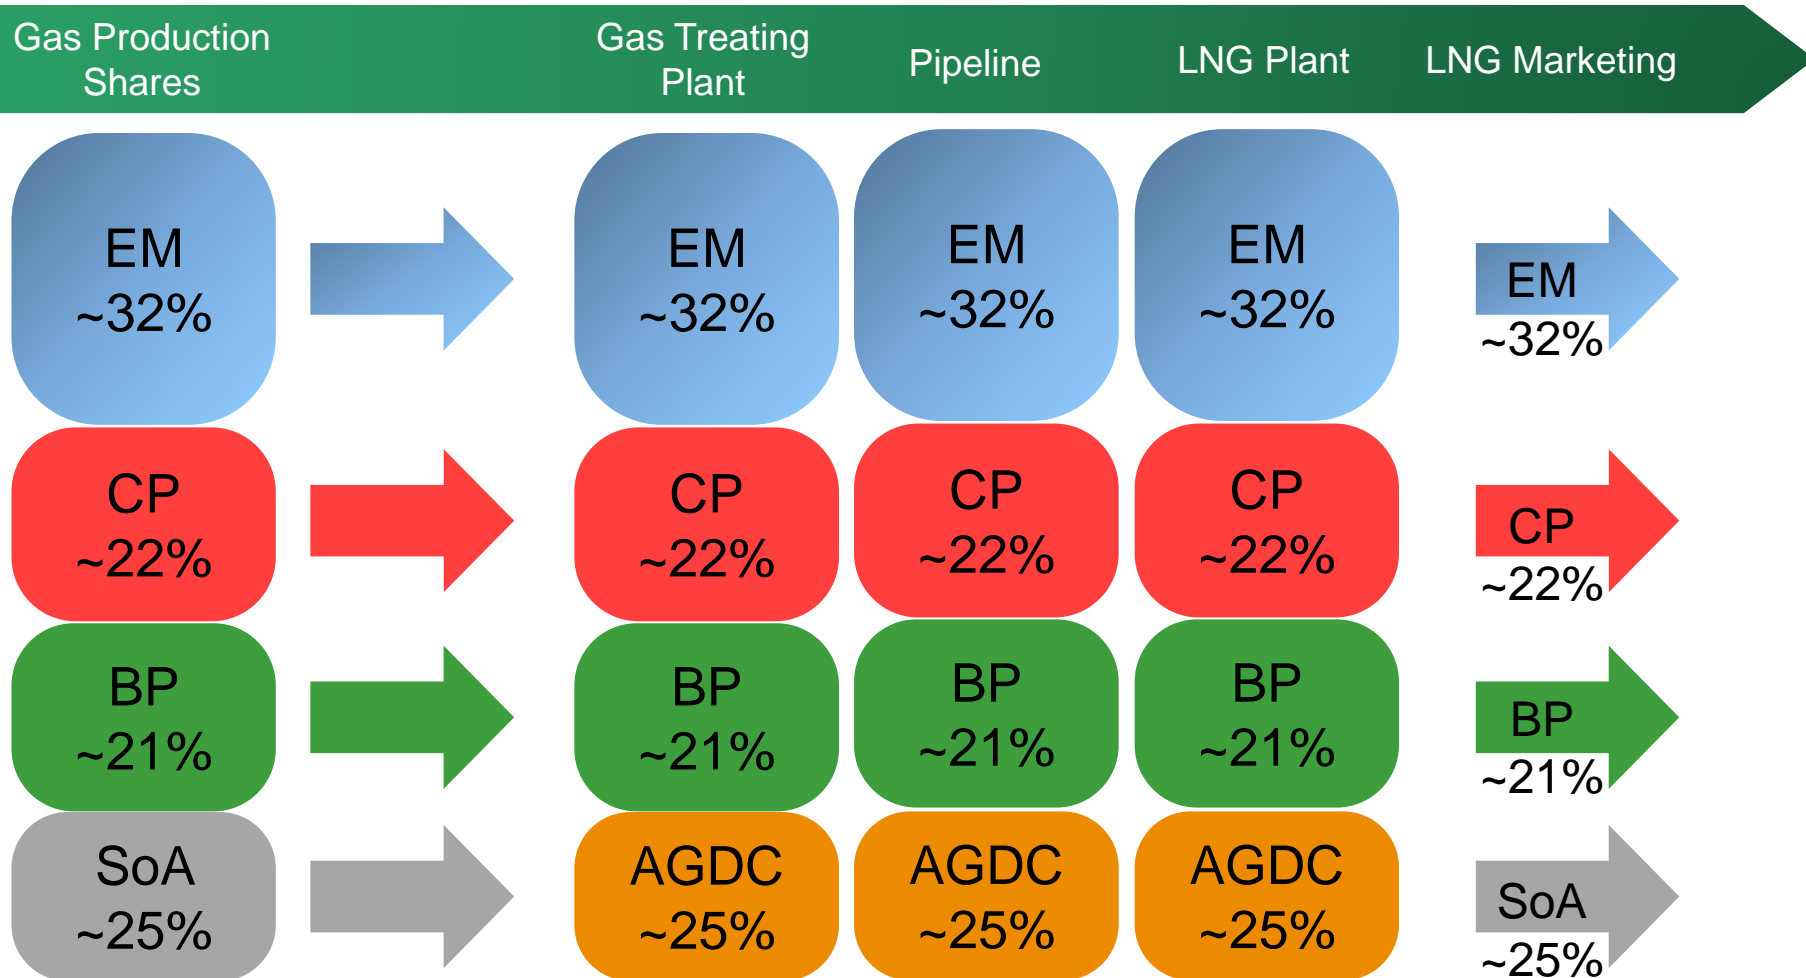 Gas Production
Shares
Gas Treating
Plant
Pipeline
LNG Plant
LNG Marketing
EM
~32%
EM
~32%
EM
~32%
EM
~32%
EM
~32%
CP
~22%
CP
~22%
CP
~22%
CP
~22%
CP
~22%
BP
~21%
BP
~21%
BP
~21%
BP
~21%
BP
~21%
SoA
~25%
AGDC
~25%
AGDC
~25%
AGDC
~25%
SoA
~25%